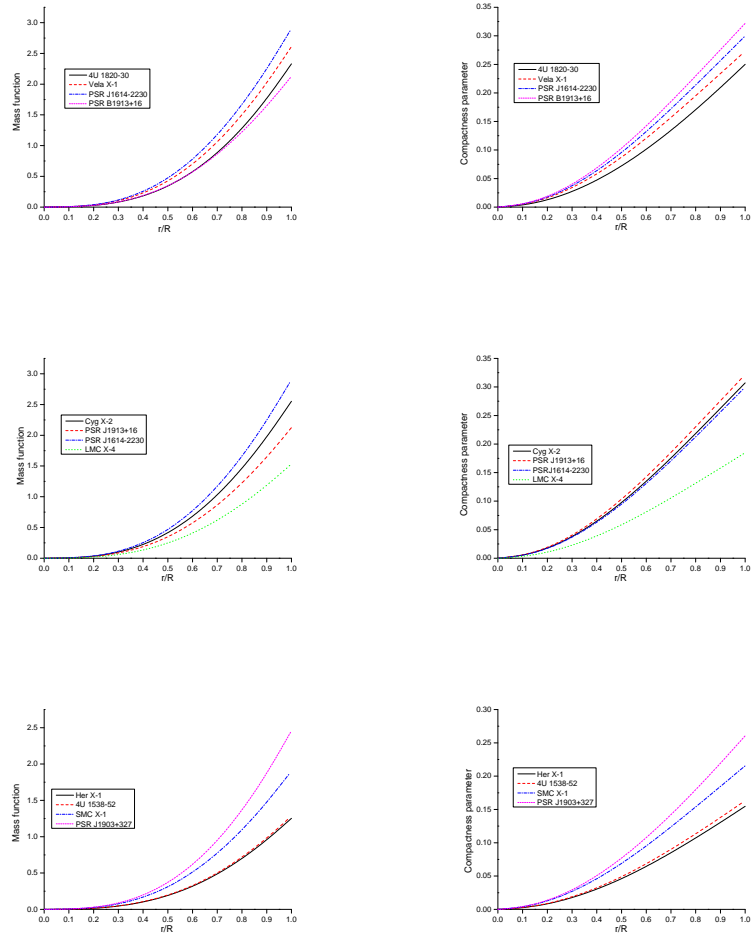 Mass function
3.0
2.5
2.0
1.5
1.0
0.5
0.0
4U 1820-30
Vela X-1
PSR J1614-2230
PSR B1913+16
0.0 0.1 0.2 0.3 0.4 0.5 0.6 0.7 0.8 0.9 1.0
r/R
Compactness parameter
0.35
0.30
0.25
0.20
0.15
0.10
0.05
0.00
4U 1820-30
Vela X-1
PSR J1614-2230
PSR B1913+16
0.0 0.1 0.2 0.3 0.4 0.5 0.6 0.7 0.8 0.9 1.0
r/R
Mass function
3.0
2.5
2.0
1.5
1.0
0.5
0.0
Cyg X-2
PSR J1913+16
PSR J1614-2230
LMC X-4
0.0 0.1 0.2 0.3 0.4 0.5 0.6 0.7 0.8 0.9 1.0
r/R
Compactness parameter
0.35
0.30
0.25
0.20
0.15
0.10
0.05
0.00
Cyg X-2
PSR J1913+16
PSRJ1614-2230
LMC X-4
0.0 0.1 0.2 0.3 0.4 0.5 0.6 0.7 0.8 0.9 1.0
r/R
Mass function
2.5
2.0
1.5
1.0
0.5
0.0
Her X-1
4U 1538-52
SMC X-1
PSR J1903+327
0.0 0.1 0.2 0.3 0.4 0.5 0.6 0.7 0.8 0.9 1.0
r/R
Compactness parameter
0.30
0.25
0.20
0.15
0.10
0.05
0.00
Her X-1
4U 1538-52
SMC X-1
PSR J1903+327
0.0 0.1 0.2 0.3 0.4 0.5 0.6 0.7 0.8 0.9 1.0
r/R